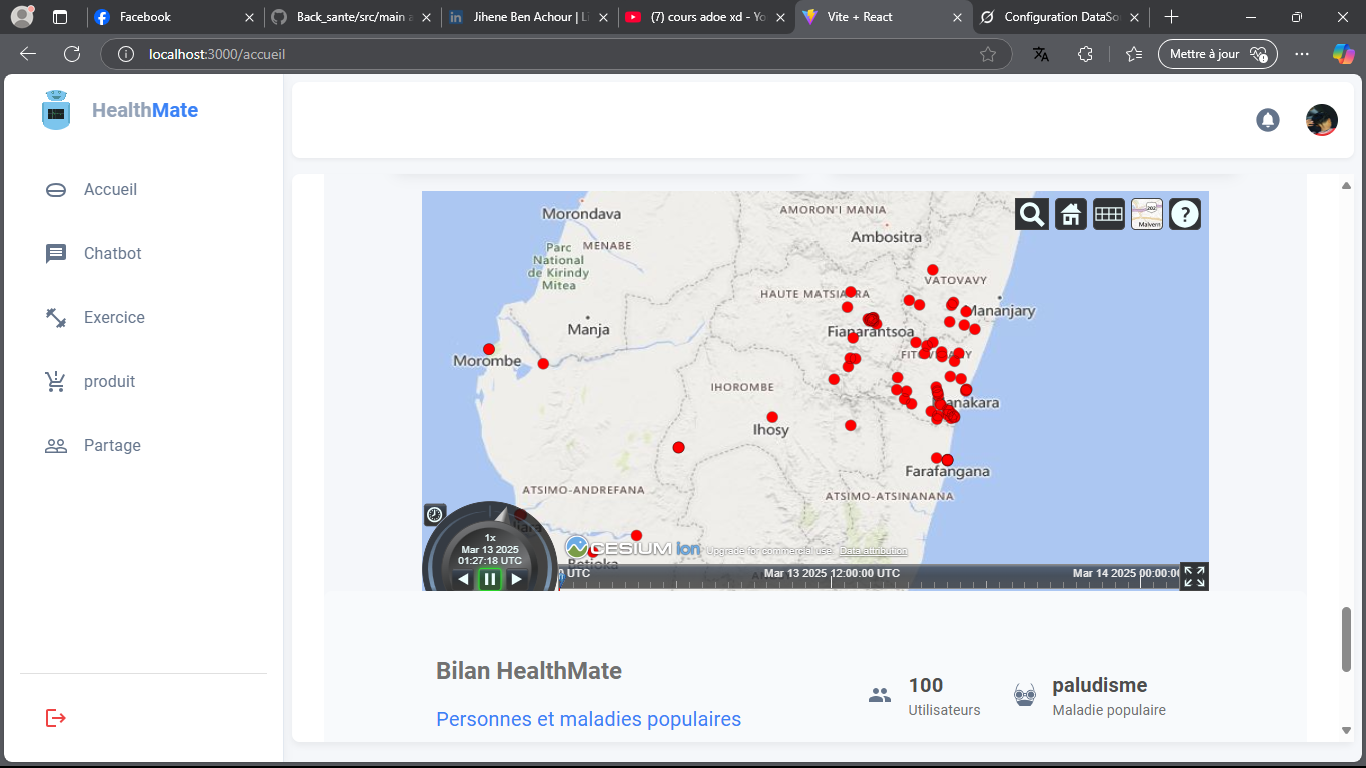 Facebook
Back_sante/src/main a
Jihene Ben Achour | Li
(7) cours adoe xd - Yo
Vite + React
Configuration DataSo
localhost:3000/accueil
Mettre à jour
HealthMate
Accueil
Chatbot
Exercice
produit
Partage
Morondava
AMORON'I MANIA
Ambositra
MENABE
Parc
National
de Kirindy
Mitea
VATOVAVY
HAUTE MATSIATRA
Mananjary
Manja
Fianarantsoa
Morombe
FITOVINANY
IHOROMBE
Manakara
Ihosy
Farafangana
ATSIMO-ANDREFANA
ATSIMO-ATSINANANA
202
Malvern
?
1x
Mar 13 2025
01:27:18 UTC
Betioka
CESIUM ion
Upgrade for commercial use.
Data attribution
UTC
Mar 13 2025 12:00:00 UTC
Mar 14 2025 00:00:00
Bilan HealthMate
Personnes et maladies populaires
100
Utilisateurs
paludisme
Maladie populaire